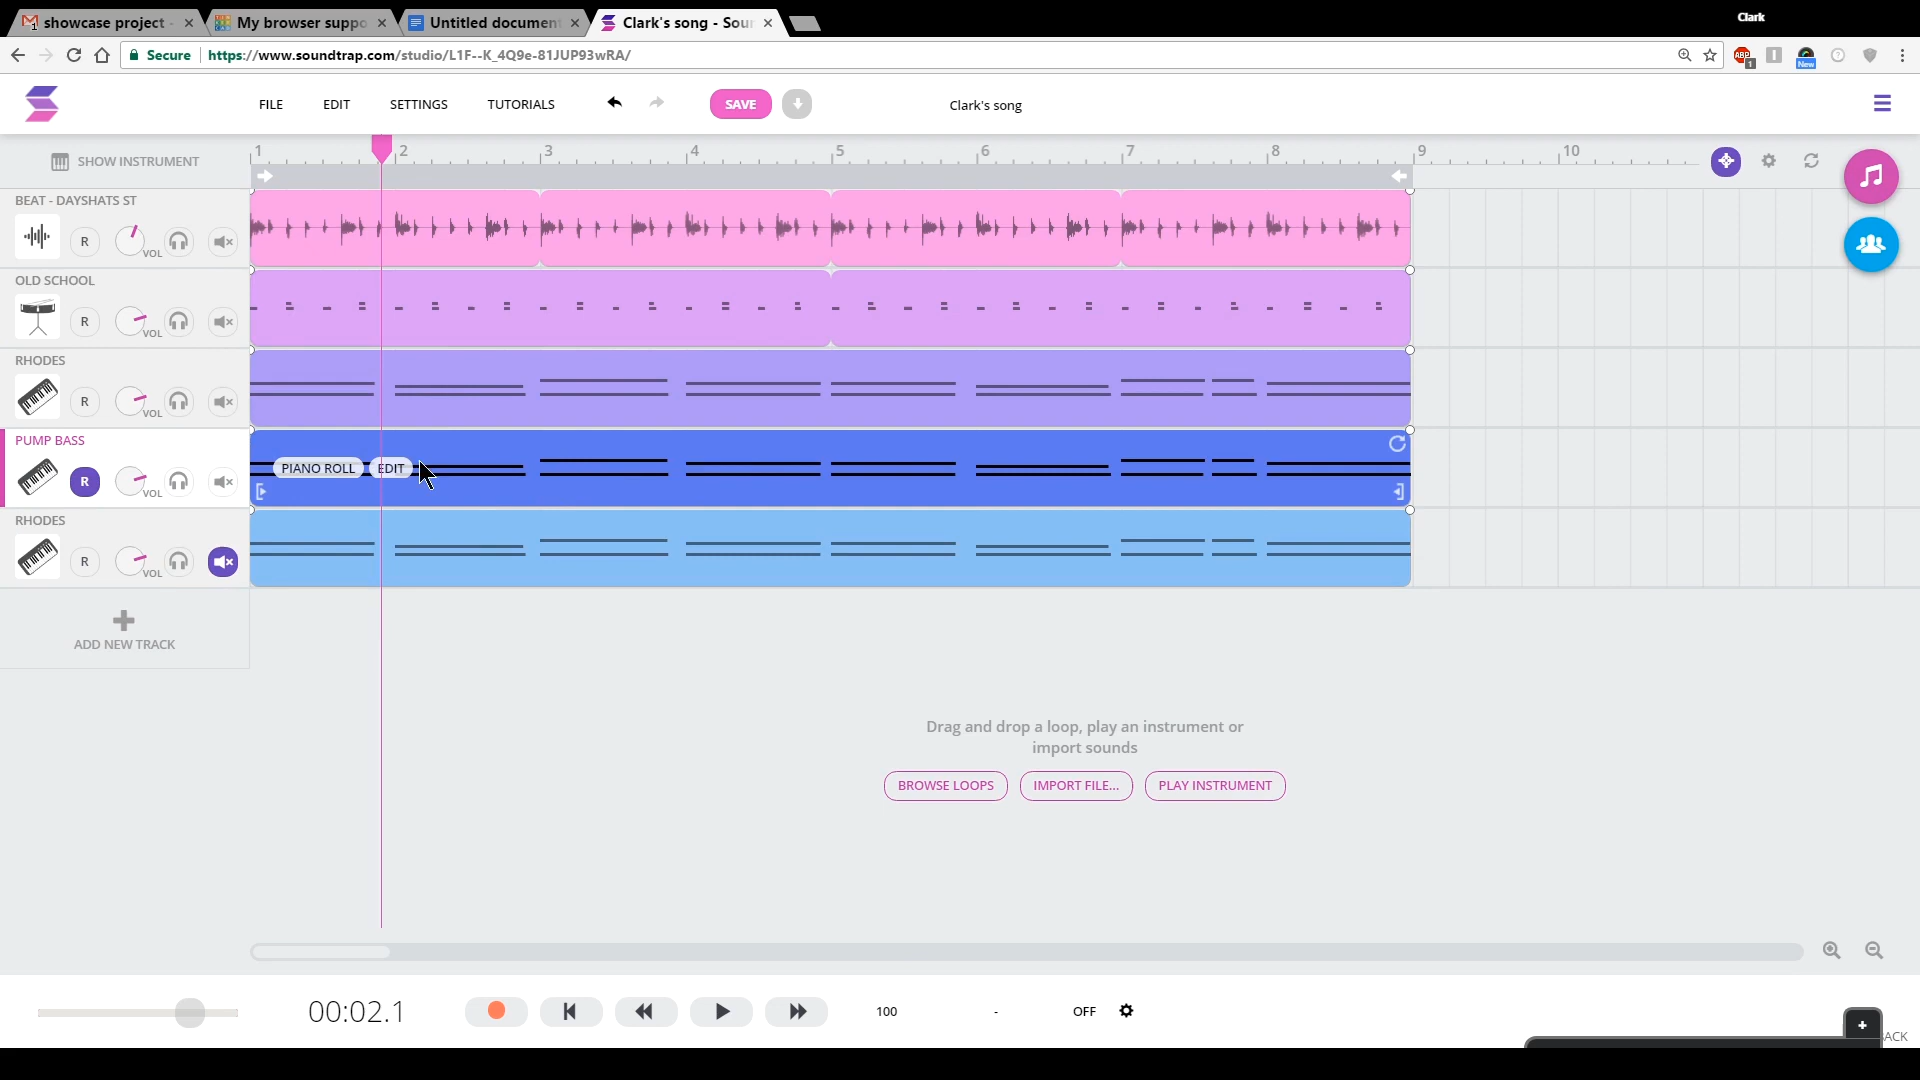 Clark
showcase project -
My browser suppo
Untitled document
Clark's song - Soun
Secure
https://www.soundtrap.com/studio/L1F--K_4Q9e-81JUP93wRA/
ABP
1
New
FILE
EDIT
SETTINGS
TUTORIALS
SAVE
Clark's song
SHOW INSTRUMENT
1
2
3
4
5
6
7
8
9
10
BEAT - DAYSHATS ST
R
VOL
OLD SCHOOL
R
VOL
RHODES
R
VOL
PUMP BASS
R
VOL
PIANO ROLL
EDIT
RHODES
R
VOL
ADD NEW TRACK
Drag and drop a loop, play an instrument or
import sounds
BROWSE LOOPS
IMPORT FILE...
PLAY INSTRUMENT
00:02.1
100
-
OFF
ACK